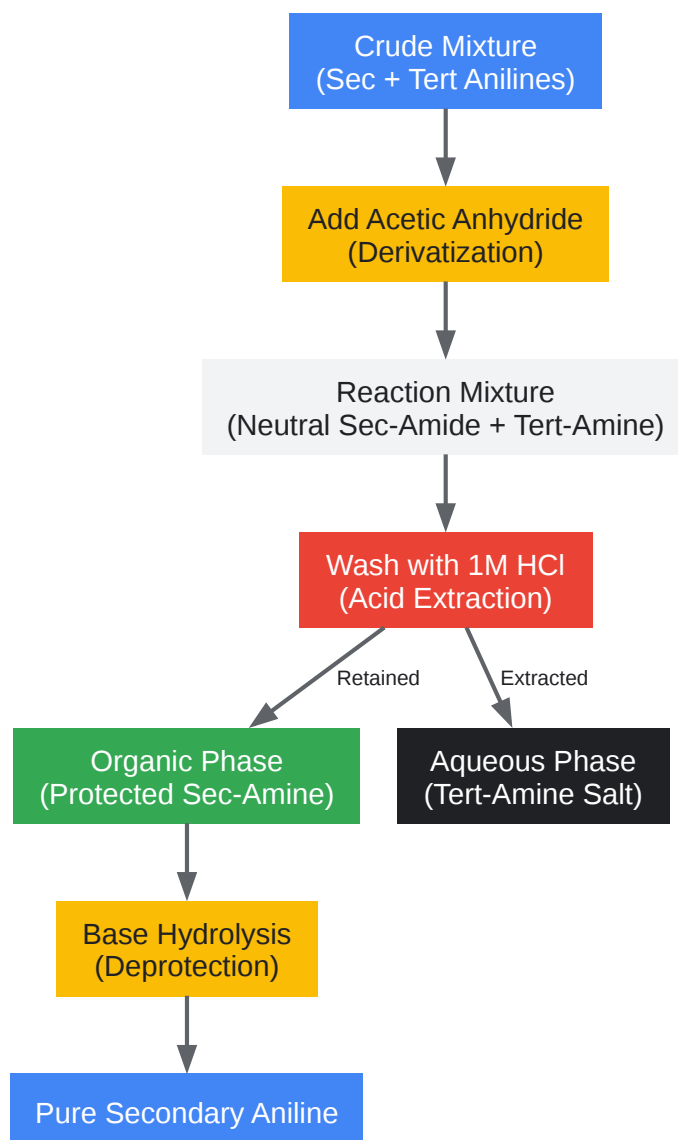 Crude Mixture
(Sec + Tert Anilines)
Add Acetic Anhydride
(Derivatization)
Reaction Mixture
(Neutral Sec-Amide + Tert-Amine)
Wash with 1M HCl
(Acid Extraction)
Retained
Extracted
Organic Phase
(Protected Sec-Amine)
Aqueous Phase
(Tert-Amine Salt)
Base Hydrolysis
(Deprotection)
Pure Secondary Aniline